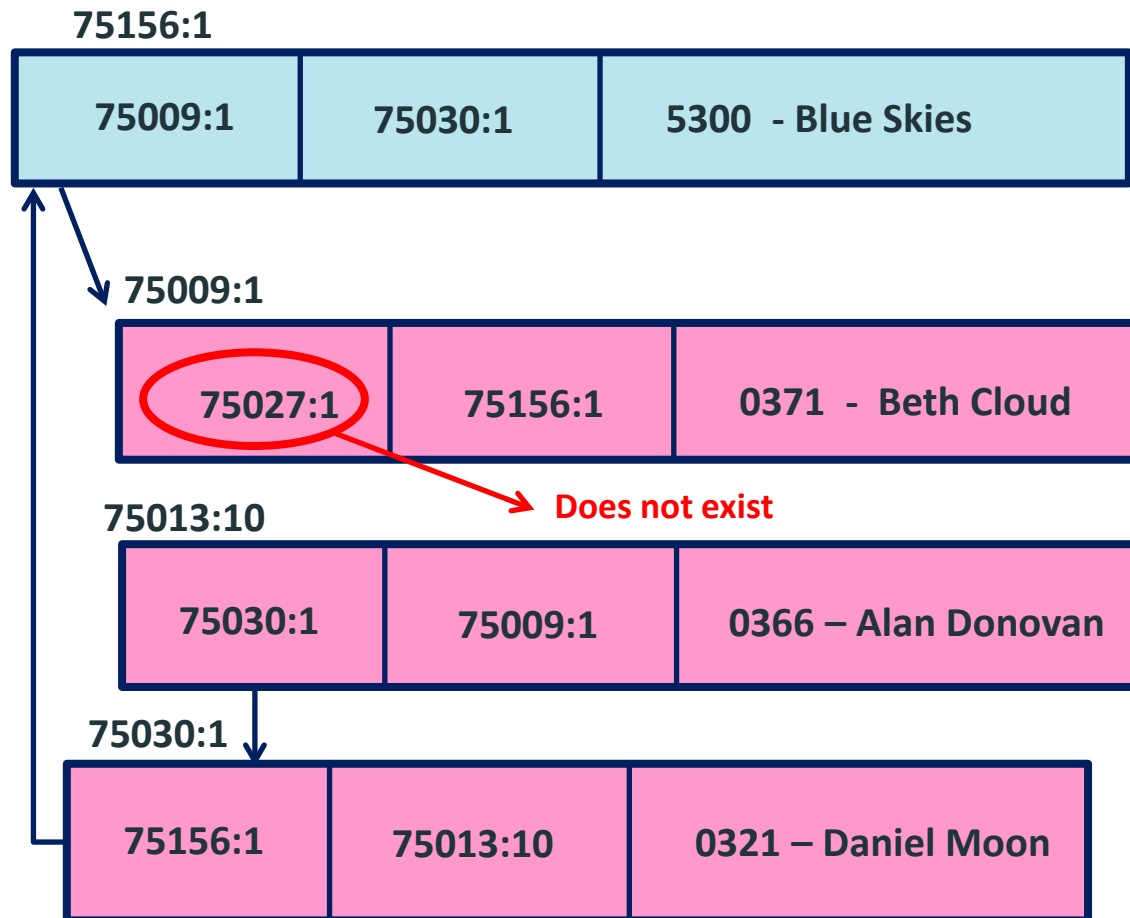 75156:1
75009:1 75030:1 5300 - Blue Skies
75009:1
75027:1 75156:1 0371 - Beth Cloud
Does not exist
75013:10
75030:1 75009:1 0366 – Alan Donovan
75030:1
75156:1 75013:10 0321 – Daniel Moon